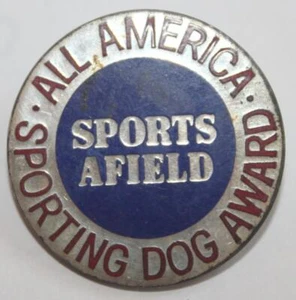 · ALL AMERICA ·
SPORTS
AFIELD
SPORTING DOG AWARD